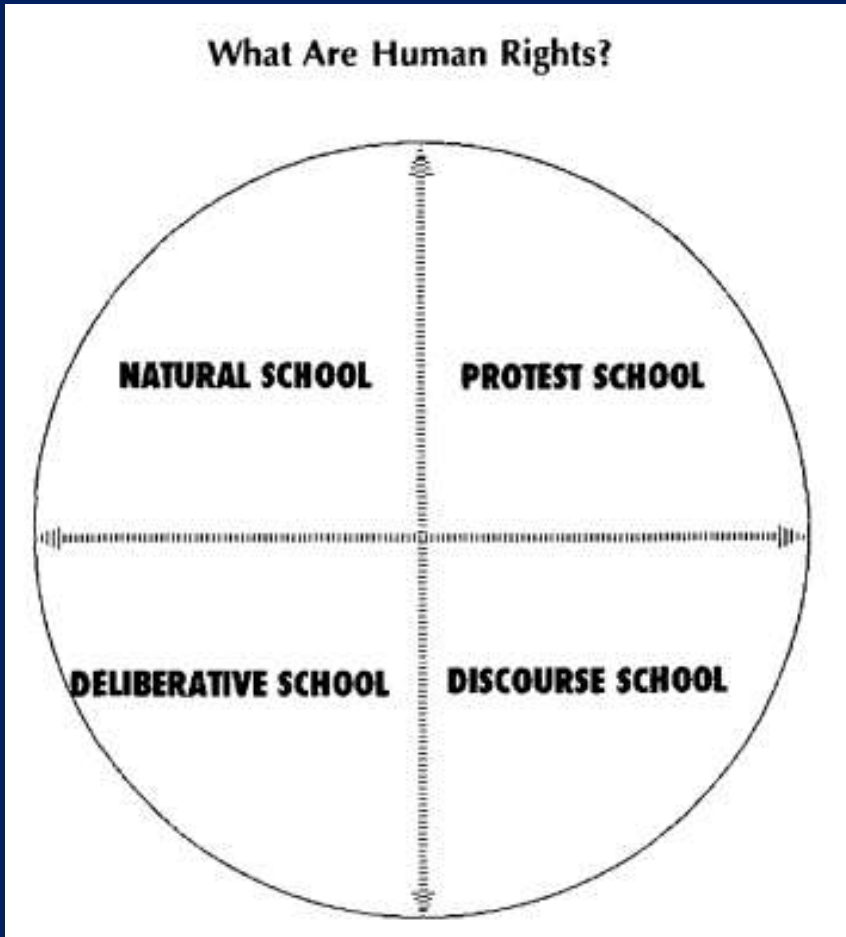 What Are Human Rights?
NATURAL SCHOOL
PROTEST SCHOOL
DELIBERATIVE SCHOOL
DISCOURSE SCHOOL